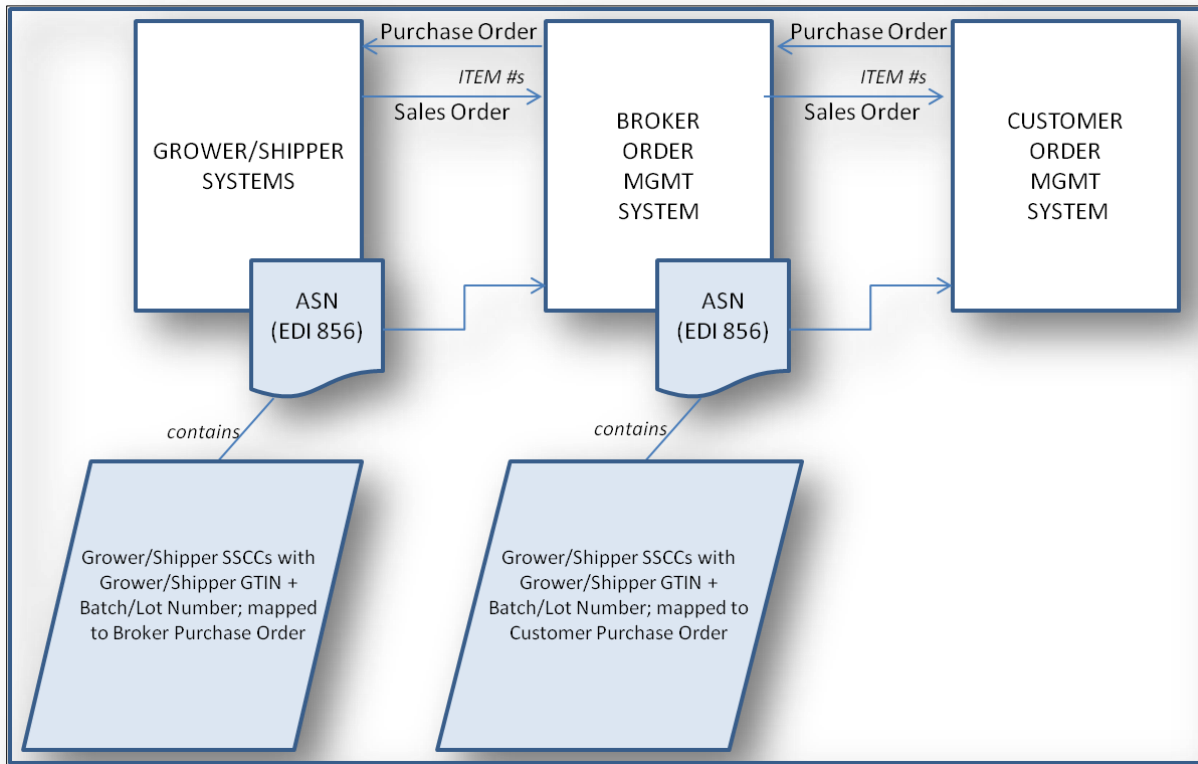 Purchase Order
ITEM #s
Sales Order
Purchase Order
ITEM #s
Sales Order
GROWER/SHIPPER
SYSTEMS
BROKER
ORDER
MGMT
SYSTEM
CUSTOMER
ORDER
MGMT
SYSTEM
ASN
(EDI 856)
ASN
(EDI 856)
contains
contains
Grower/Shipper SSCCs with
Grower/Shipper GTIN +
Batch/Lot Number; mapped
to Broker Purchase Order
Grower/Shipper SSCCs with
Grower/Shipper GTIN +
Batch/Lot Number; mapped to
Customer Purchase Order